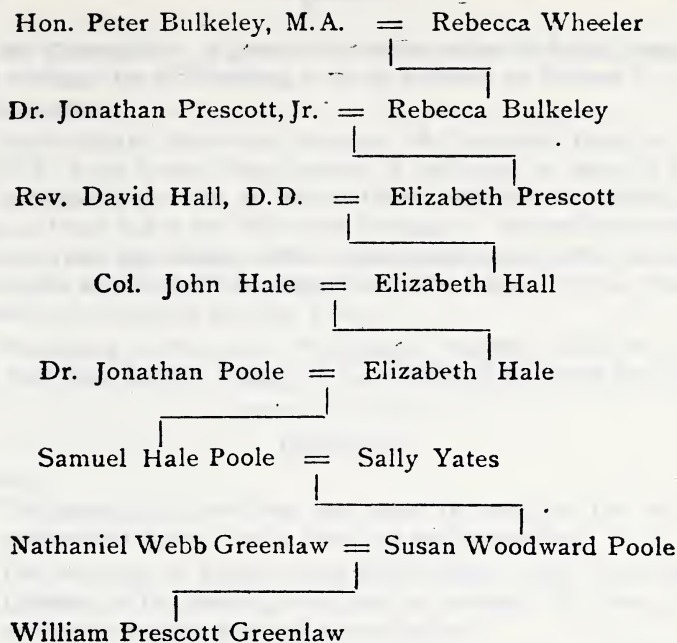 Hon. Peter Bulkeley, M.A. = Rebecca Wheeler
Dr. Jonathan Prescott, Jr. = Rebecca Bulkeley
Rev. David Hall, D.D. = Elizabeth Prescott
Col. John Hale = Elizabeth Hall
Dr. Jonathan Poole = Elizabeth Hale
Samuel Hale Poole = Sally Yates
Nathaniel Webb Greenlaw = Susan Woodward Poole
William Prescott Greenlaw